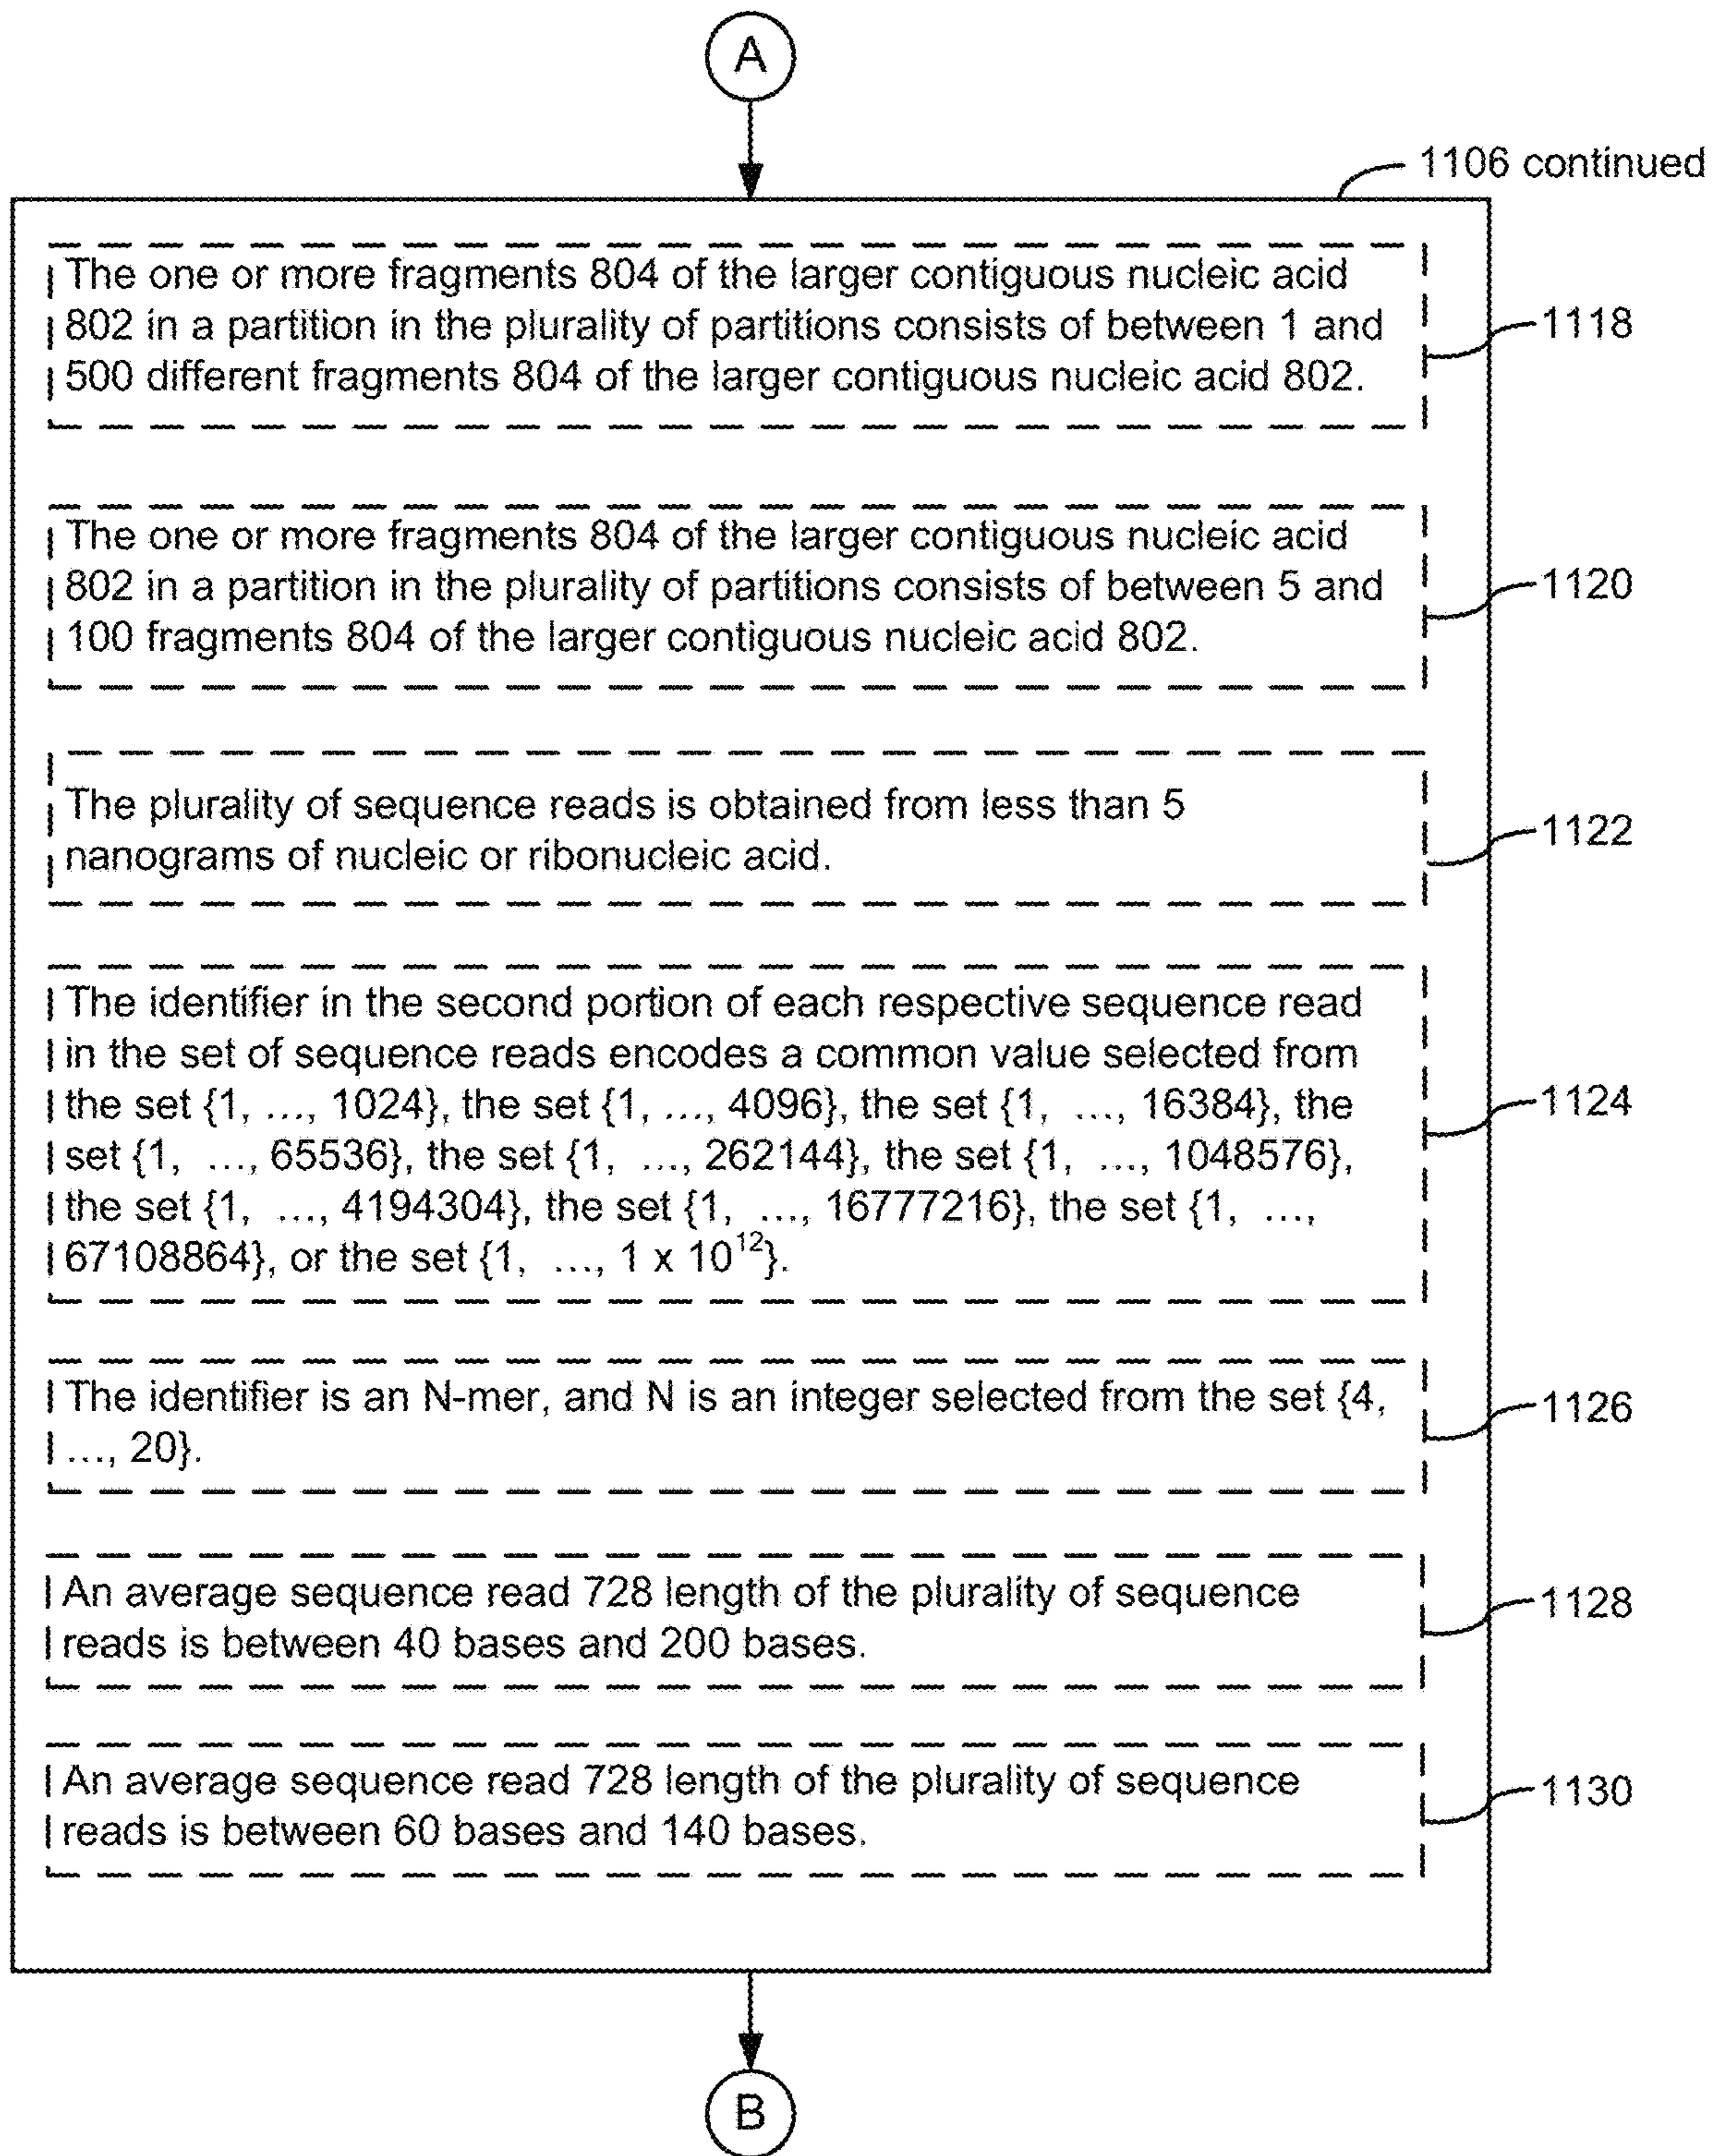 A
1106 continued
The one or more fragments 804 of the larger contiguous nucleic acid
802 in a partition in the plurality of partitions consists of between 1 and
500 different fragments 804 of the larger contiguous nucleic acid 802.
1118
The one or more fragments 804 of the larger contiguous nucleic acid
802 in a partition in the plurality of partitions consists of between 5 and
100 fragments 804 of the larger contiguous nucleic acid 802.
1120
The plurality of sequence reads is obtained from less than 5
nanograms of nucleic or ribonucleic acid.
1122
The identifier in the second portion of each respective sequence read
in the set of sequence reads encodes a common value selected from
the set {1, ..., 1024}, the set {1, ..., 4096}, the set {1, ..., 16384}, the
set {1, ..., 65536}, the set {1, ..., 262144}, the set {1, ..., 1048576},
the set {1, ..., 4194304}, the set {1, ..., 16777216}, the set {1, ...,
67108864}, or the set {1, ..., 1 x 10¹²}.
1124
The identifier is an N-mer, and N is an integer selected from the set {4,
..., 20}.
1126
An average sequence read 728 length of the plurality of sequence
reads is between 40 bases and 200 bases.
1128
An average sequence read 728 length of the plurality of sequence
reads is between 60 bases and 140 bases.
1130
B